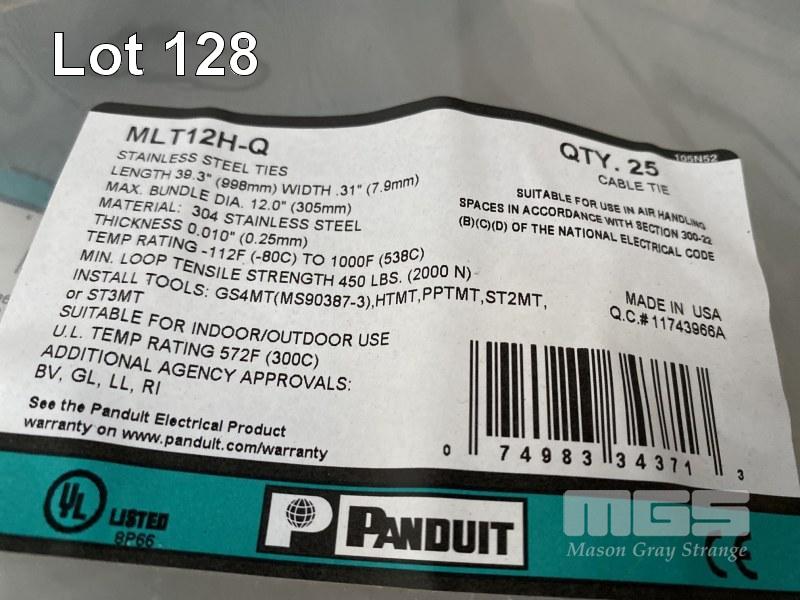 Lot 128
MLT12H-Q
STAINLESS STEEL TIES
LENGTH 39.3" (998mm) WIDTH .31" (7.9mm)
MAX. BUNDLE DIA. 12.0" (305mm)
MATERIAL: 304 STAINLESS STEEL
THICKNESS 0.010" (0.25mm)
TEMP RATING -112F (-80C) TO 1000F (538C)
MIN. LOOP TENSILE STRENGTH 450 LBS. (2000 N)
INSTALL TOOLS: GS4MT(MS90387-3),HTMT,PPTMT,ST2MT,
or ST3MT
SUITABLE FOR INDOOR/OUTDOOR USE
U.L. TEMP RATING 572F (300C)
ADDITIONAL AGENCY APPROVALS:
BV, GL, LL, RI
See the Panduit Electrical Product
warranty on www.panduit.com/warranty
105N52
QTY. 25
CABLE TIE
SUITABLE FOR USE IN AIR HANDLING
SPACES IN ACCORDANCE WITH SECTION 300-22
(B)(C)(D) OF THE NATIONAL ELECTRICAL CODE
MADE IN USA
Q.C.#11743966A
0 74983 34371 3
UL LISTED
8P66
P PANDUIT
CE
MGS
Mason Gray Strange